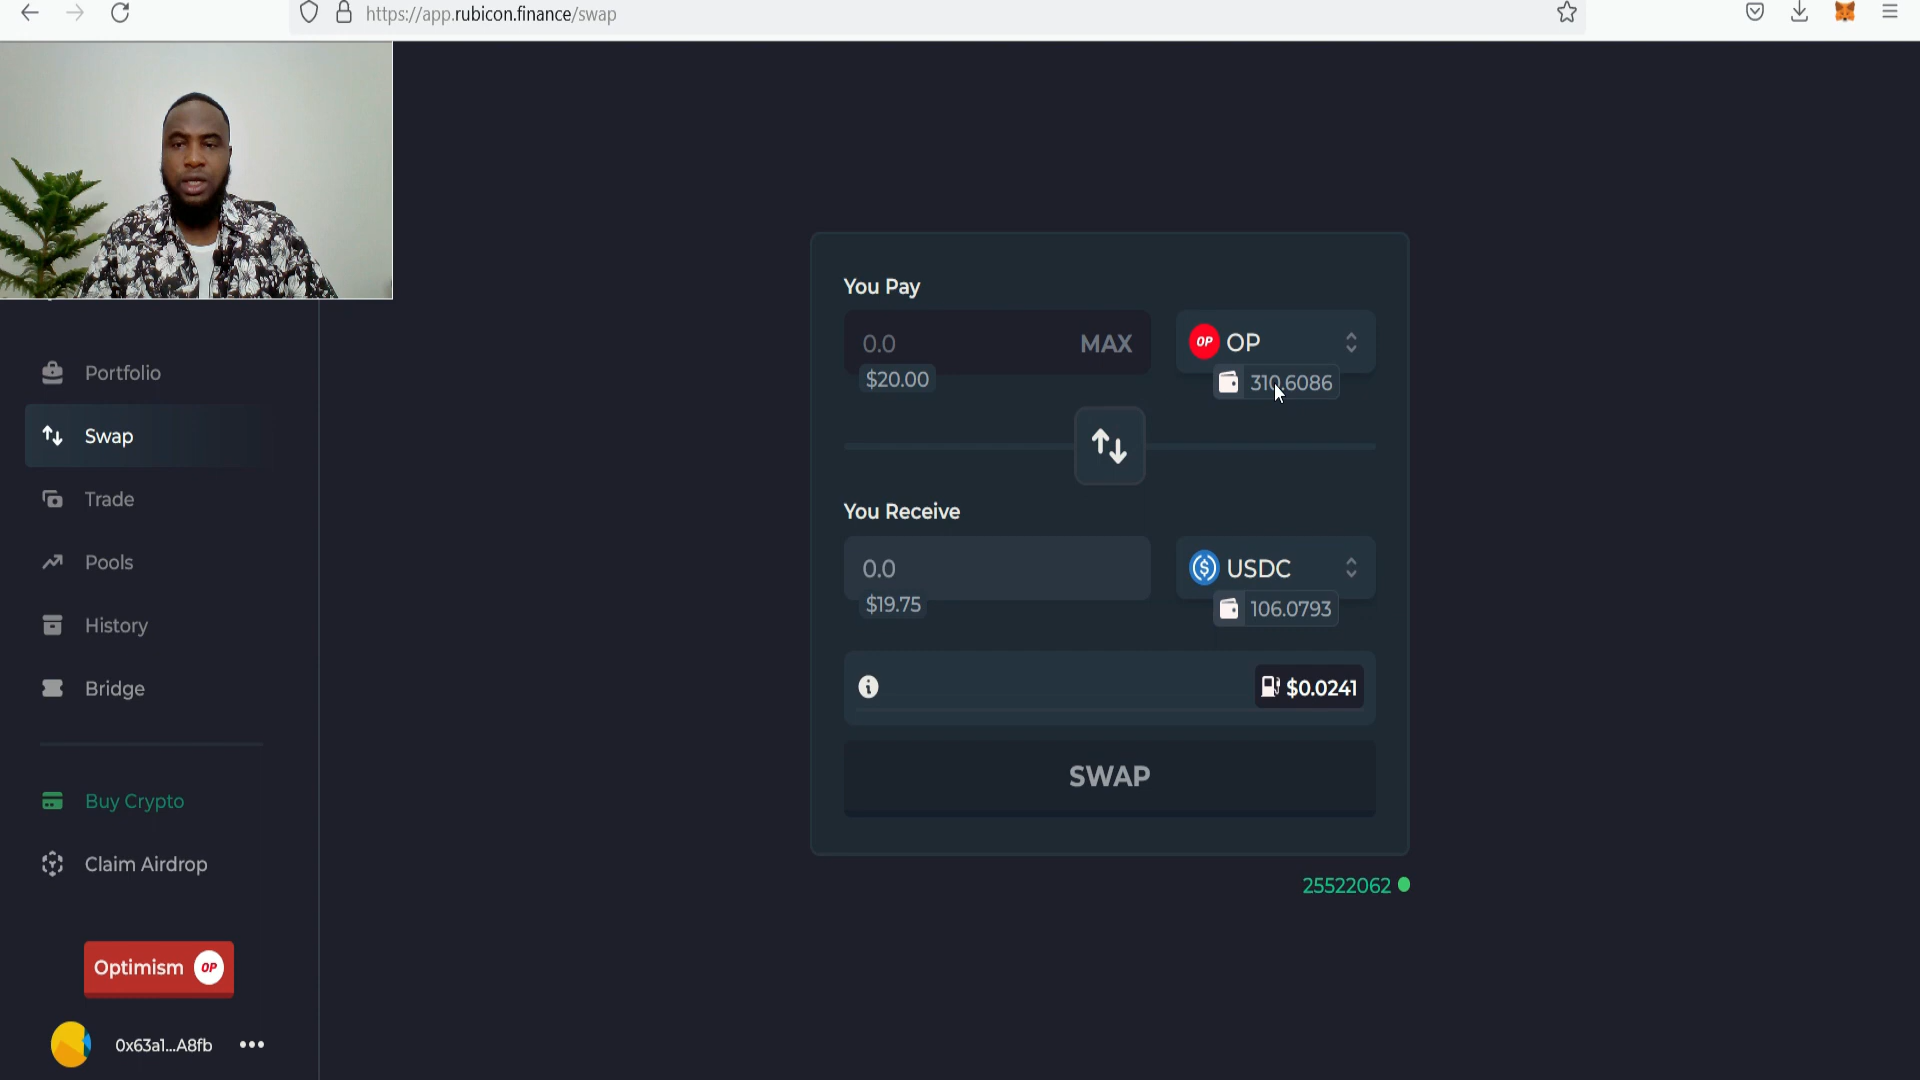 https://app.rubicon.finance/swap
You Pay
0.0 MAX
OP OP
$20.00
310.6086
Portfolio
Swap
Trade
Pools
History
Bridge
Buy Crypto
Claim Airdrop
Optimism OP
0x63a1...A8fb
You Receive
0.0
USDC
$19.75
106.0793
$0.0241
SWAP
25522062